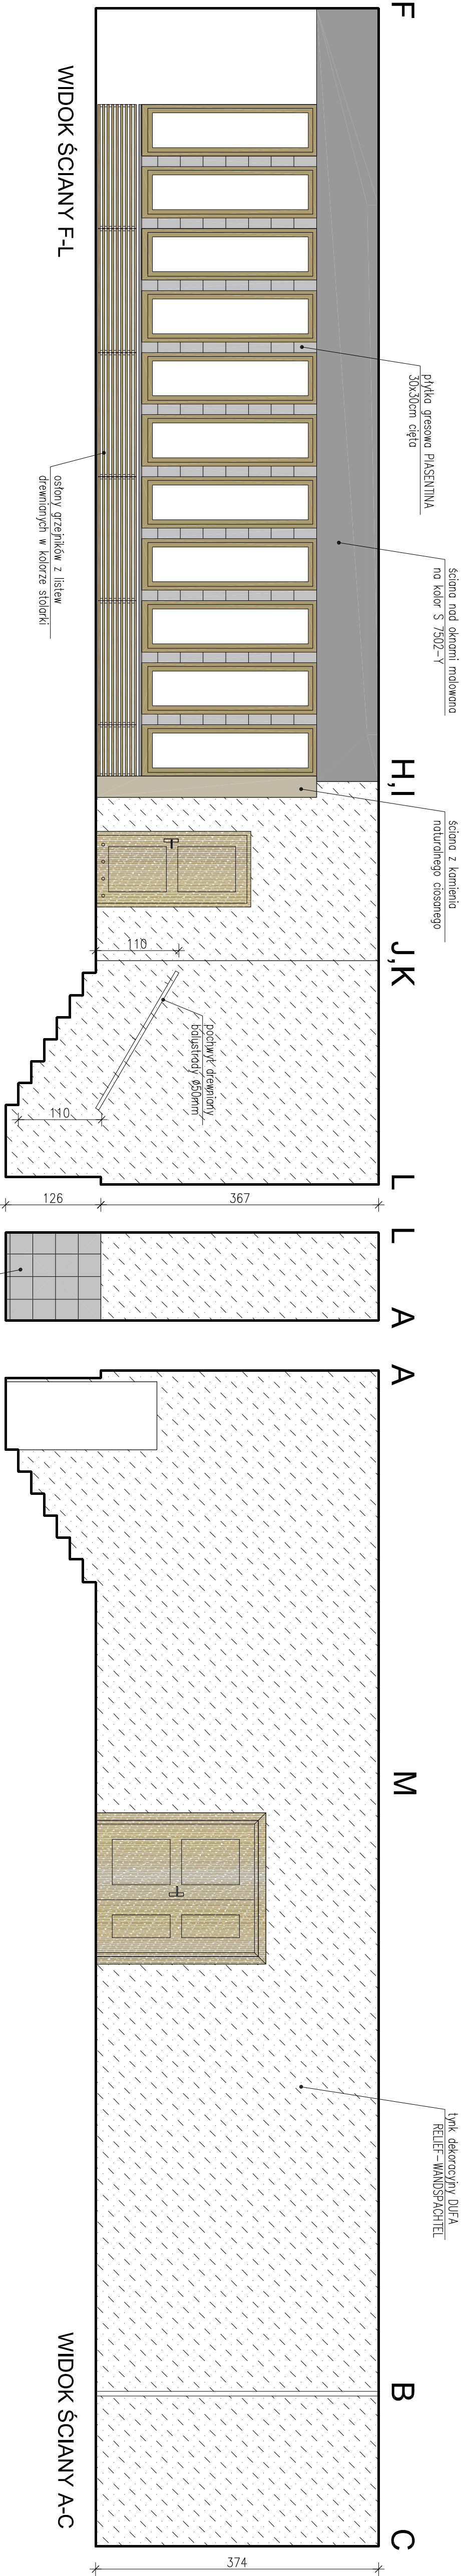 F
H,I
J,K
L
L
A
A
M
B
C
płytka gresowa PIASENTINA
30x30cm cięta
ściana nad oknami malowana
na kolor S 7502-Y
ściana z kamienia
naturalnego ciosanego
tynk dekoracyjny DUFA
RELIEF-WANDSPACHTEL
osłony grzejników z listew
drewnianych w kolorze stolarki
pochwyt drewniany
balustrady Ø50mm
110
110
126
367
374
WIDOK ŚCIANY F-L
WIDOK ŚCIANY A-C